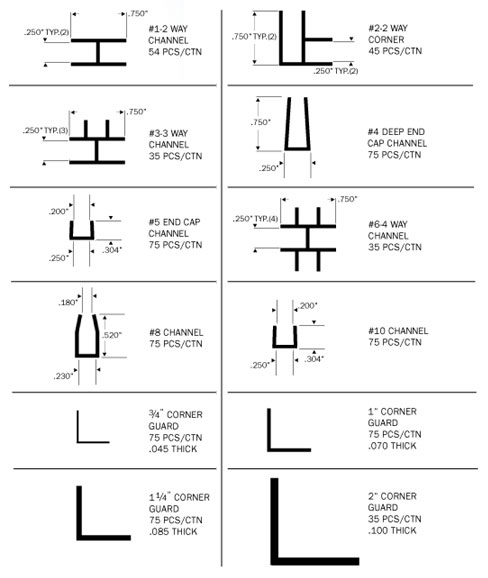 .750"
.250" TYP.(2)
#1-2 WAY
CHANNEL
54 PCS/CTN
.750" TYP(2)
.250" TYP.(2)
#2-2 WAY
CORNER
45 PCS/CTN
.750"
.250" TYP.(3)
#3-3 WAY
CHANNEL
35 PCS/CTN
.750"
.250"
#4 DEEP END
CAP CHANNEL
75 PCS/CTN
.200"
.304"
.250"
#5 END CAP
CHANNEL
75 PCS/CTN
.750"
.250" TYP.(4)
#6-4 WAY
CHANNEL
35 PCS/CTN
.180"
.520"
.230"
#8 CHANNEL
75 PCS/CTN
.200"
.304"
.250"
#10 CHANNEL
75 PCS/CTN
3/4" CORNER
GUARD
75 PCS/CTN
.045 THICK
1" CORNER
GUARD
75 PCS/CTN
.070 THICK
1 1/4" CORNER
GUARD
75 PCS/CTN
.085 THICK
2" CORNER
GUARD
35 PCS/CTN
.100 THICK